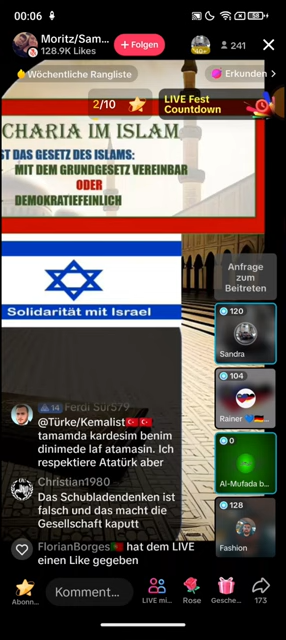 00:06
Moritz/Sam...
128.9K Likes
+ Folgen
241
Wöchentliche Rangliste
Erkunden >
2/10
LIVE Fest
Countdown
CHARIA IM ISLAM
ST DAS GESETZ DES ISLAMS:
MIT DEM GRUNDGESETZ VEREINBAR
ODER
DEMOKRATIEFEINLICH
Solidarität mit Israel
Anfrage
zum
Beitreten
120
Sandra
104
Rainer
0
Al-Mufada b...
128
Fashion
14 Ferdi Sur579
@Türke/Kemalist🇹🇷🇹🇷
tamamda kardesim benim
dinimede laf atamasin. Ich
respektiere Atatürk aber
Christian1980
Das Schubladendenken ist
falsch und das macht die
Gesellschaft kaputt
FlorianBorges🇵🇹 hat dem LIVE
einen Like gegeben
Abonn...
Komment...
LIVE mi...
Rose
Gesche...
173